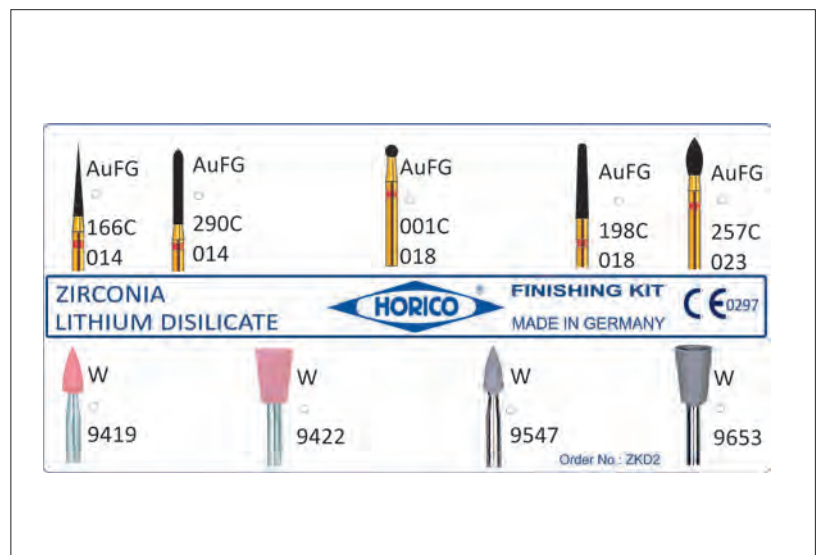 AuFG
166C
014
AuFG
290C
014
AuFG
001C
018
AuFG
198C
018
AuFG
257C
023
ZIRCONIA
LITHIUM DISILICATE
HORICO®
FINISHING KIT
MADE IN GERMANY
CE 0297
W
9419
W
9422
W
9547
W
9653
Order No.: ZKD2